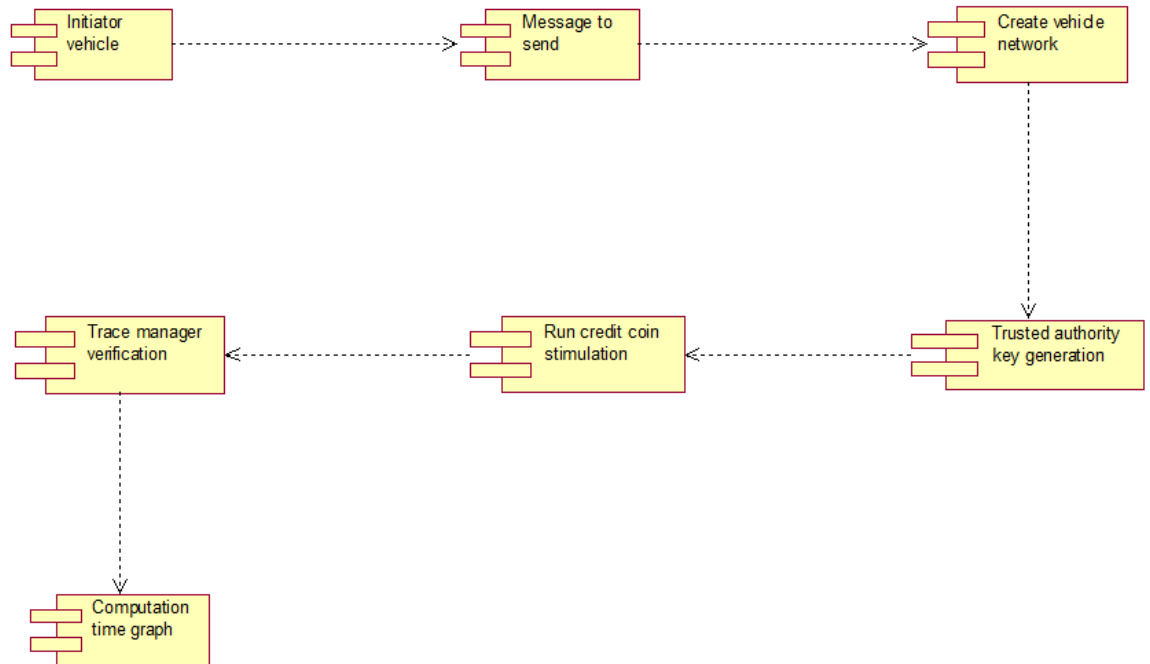 Initiator
vehicle
Message to
send
Create vehicle
network
Trace manager
verification
Run credit coin
stimulation
Trusted authority
key generation
Computation
time graph